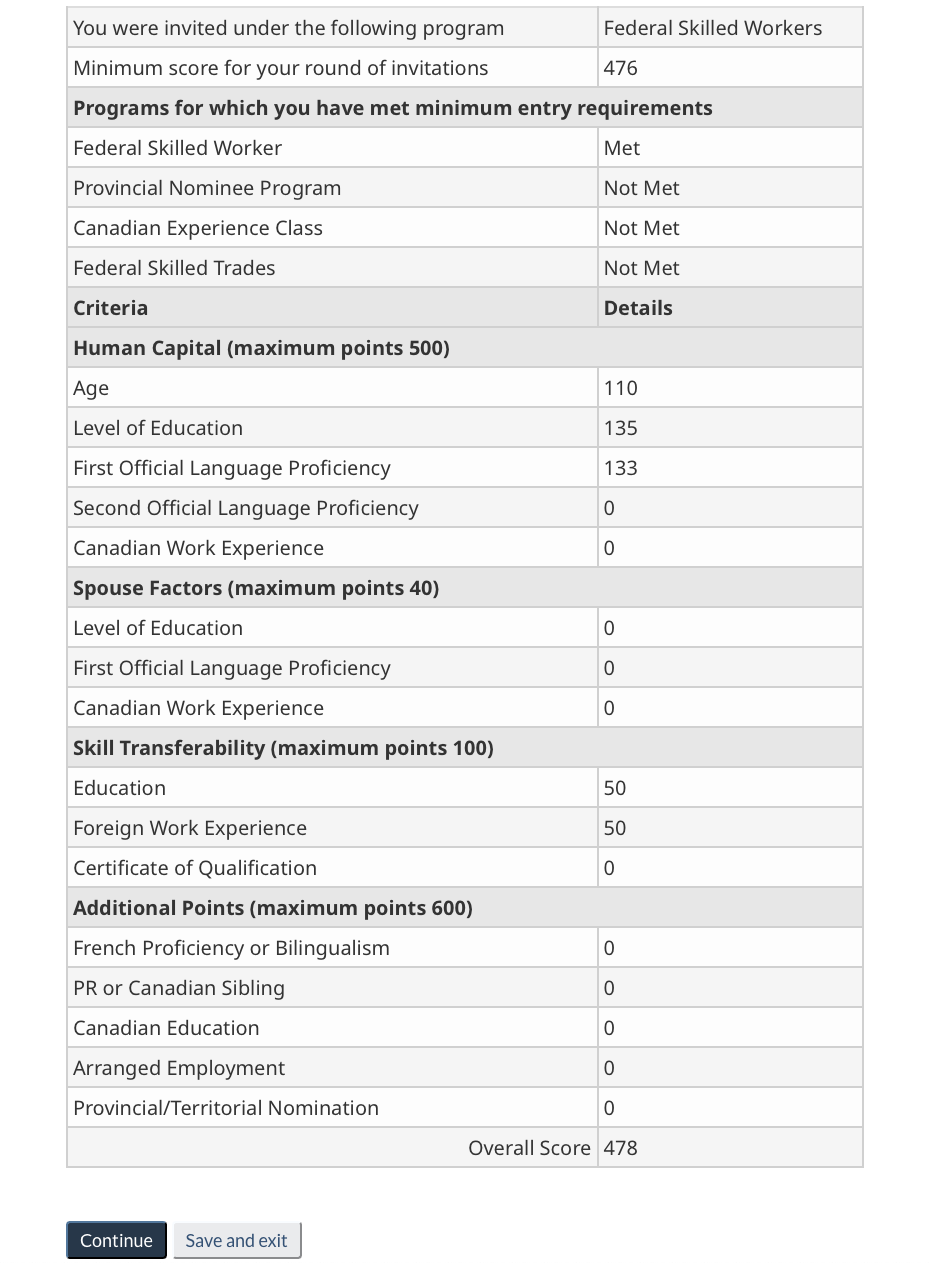 You were invited under the following program Federal Skilled Workers
Minimum score for your round of invitations 476
Programs for which you have met minimum entry requirements
Federal Skilled Worker Met
Provincial Nominee Program Not Met
Canadian Experience Class Not Met
Federal Skilled Trades Not Met
Criteria Details
Human Capital (maximum points 500)
Age 110
Level of Education 135
First Official Language Proficiency 133
Second Official Language Proficiency 0
Canadian Work Experience 0
Spouse Factors (maximum points 40)
Level of Education 0
First Official Language Proficiency 0
Canadian Work Experience 0
Skill Transferability (maximum points 100)
Education 50
Foreign Work Experience 50
Certificate of Qualification 0
Additional Points (maximum points 600)
French Proficiency or Bilingualism 0
PR or Canadian Sibling 0
Canadian Education 0
Arranged Employment 0
Provincial/Territorial Nomination 0
Overall Score 478
Continue Save and exit